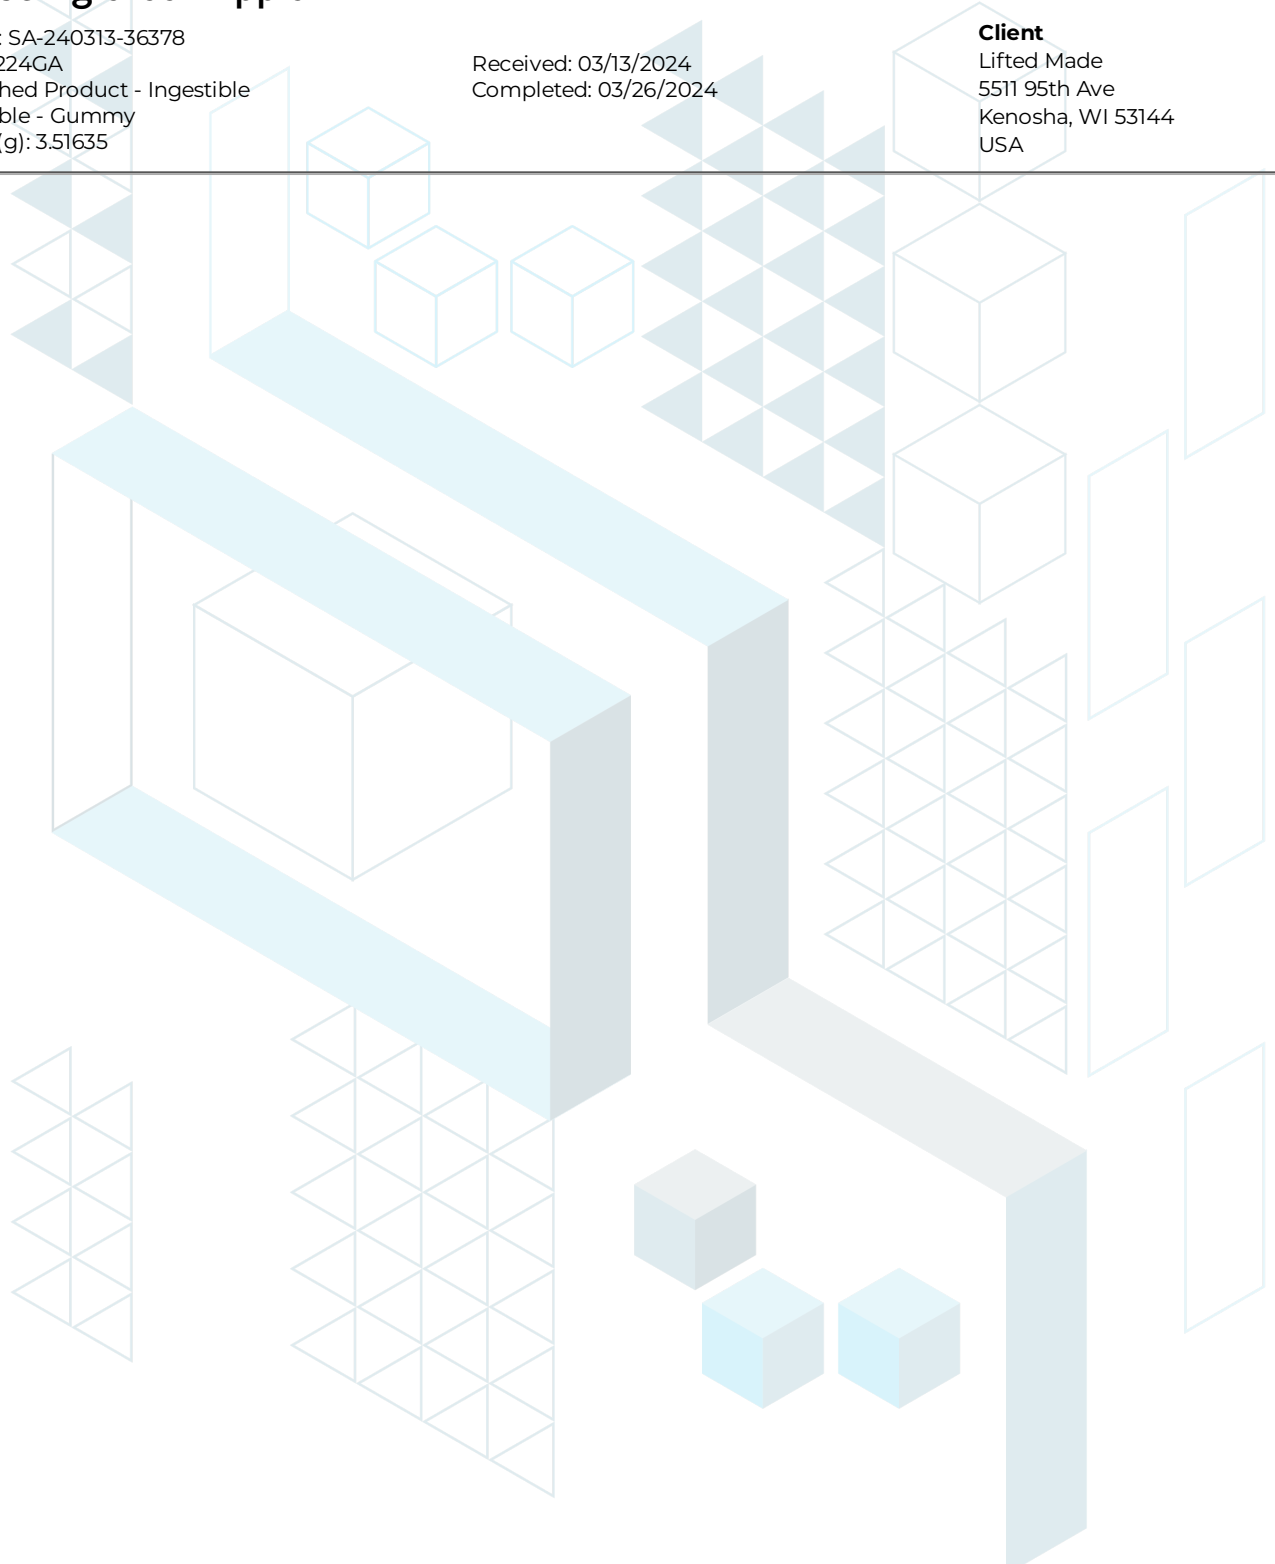 : SA-240313-36378
224GA
hed Product - Ingestible
ble - Gummy
(g): 3.51635
Received: 03/13/2024
Completed: 03/26/2024
Client
Lifted Made
5511 95th Ave
Kenosha, WI 53144
USA